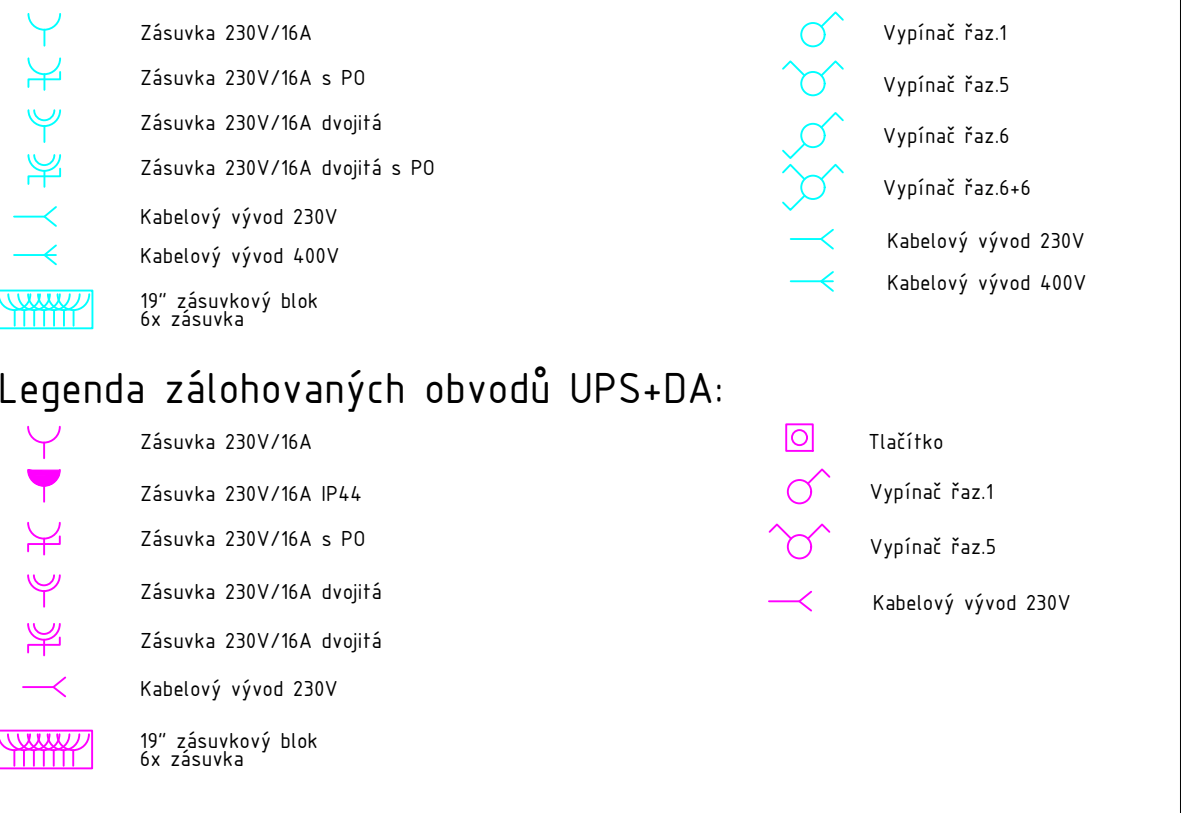 Zásuvka 230V/16A
Zásuvka 230V/16A s PO
Zásuvka 230V/16A dvojitá
Zásuvka 230V/16A dvojitá s PO
Kabelový vývod 230V
Kabelový vývod 400V
19" zásuvkový blok
6x zásuvka
Vypínač řaz.1
Vypínač řaz.5
Vypínač řaz.6
Vypínač řaz.6+6
Kabelový vývod 230V
Kabelový vývod 400V
Legenda zálohovaných obvodů UPS+DA:
Zásuvka 230V/16A
Zásuvka 230V/16A IP44
Zásuvka 230V/16A s PO
Zásuvka 230V/16A dvojitá
Zásuvka 230V/16A dvojitá
Kabelový vývod 230V
19" zásuvkový blok
6x zásuvka
Tlačítko
Vypínač řaz.1
Vypínač řaz.5
Kabelový vývod 230V